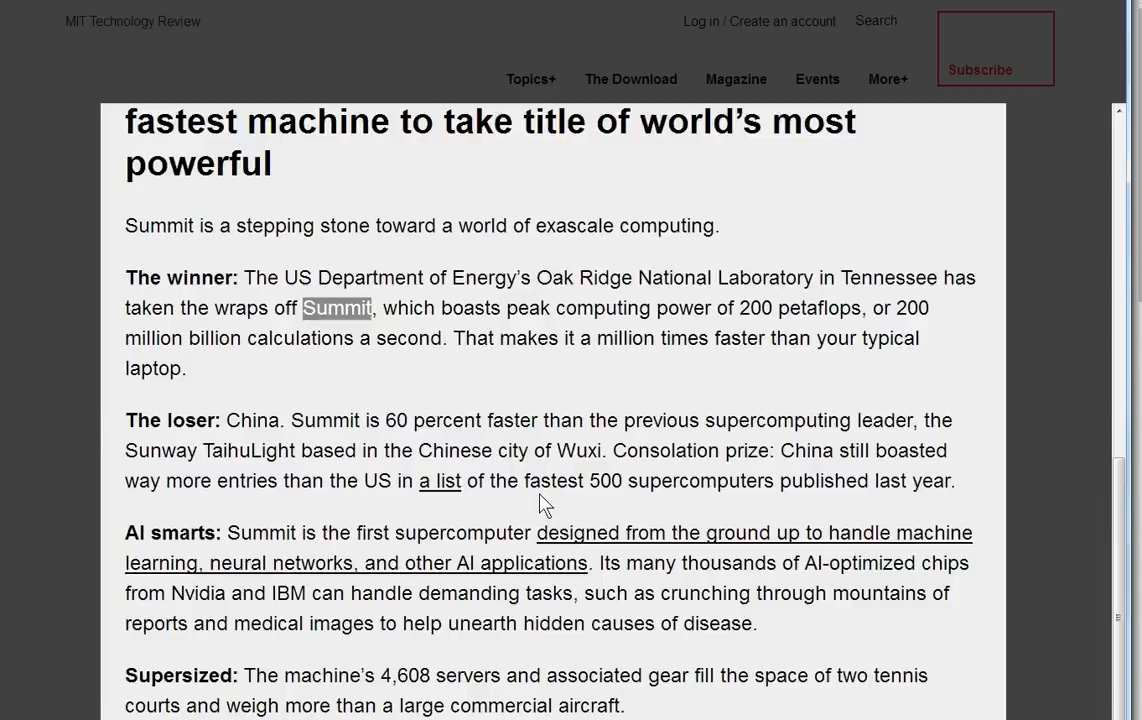 MIT Technology Review
Log in / Create an account
Search
Subscribe
Topics+
The Download
Magazine
Events
More+
fastest machine to take title of world’s most
powerful
Summit is a stepping stone toward a world of exascale computing.
The winner: The US Department of Energy’s Oak Ridge National Laboratory in Tennessee has
taken the wraps off Summit, which boasts peak computing power of 200 petaflops, or 200
million billion calculations a second. That makes it a million times faster than your typical
laptop.
The loser: China. Summit is 60 percent faster than the previous supercomputing leader, the
Sunway TaihuLight based in the Chinese city of Wuxi. Consolation prize: China still boasted
way more entries than the US in a list of the fastest 500 supercomputers published last year.
AI smarts: Summit is the first supercomputer designed from the ground up to handle machine
learning, neural networks, and other AI applications. Its many thousands of AI-optimized chips
from Nvidia and IBM can handle demanding tasks, such as crunching through mountains of
reports and medical images to help unearth hidden causes of disease.
Supersized: The machine’s 4,608 servers and associated gear fill the space of two tennis
courts and weigh more than a large commercial aircraft.